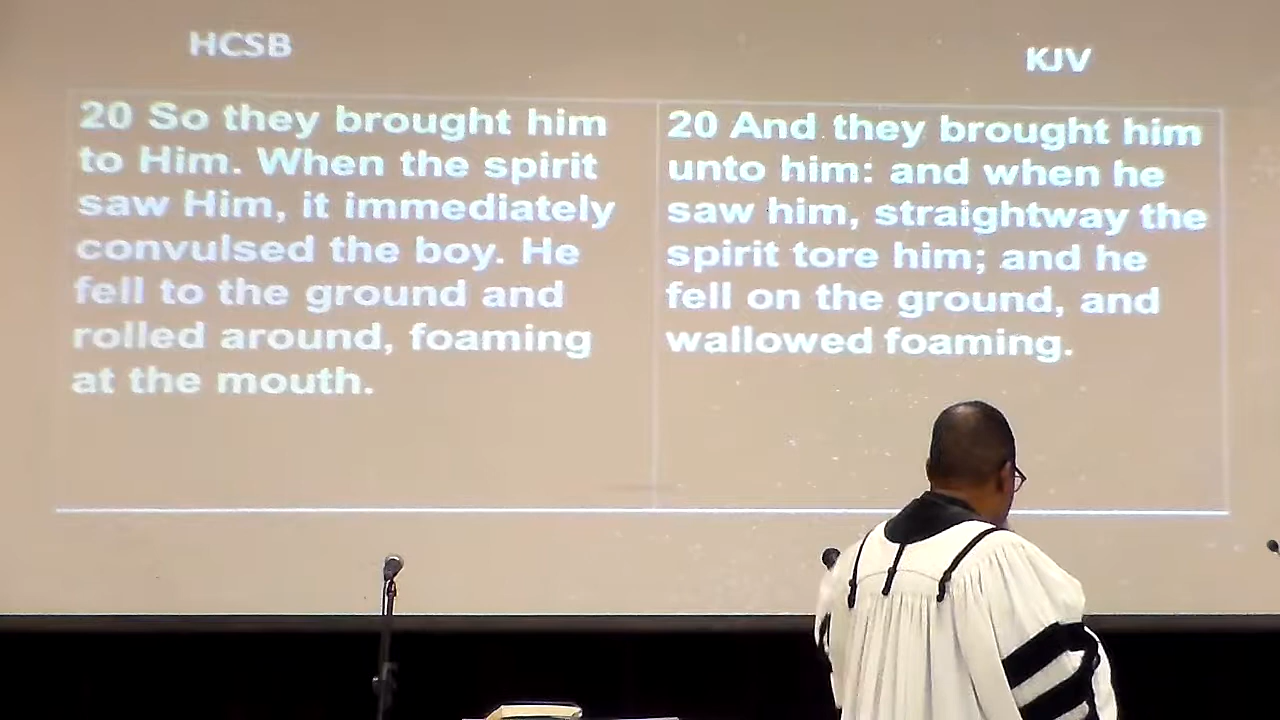 HCSB
KJV
20 So they brought him
to Him. When the spirit
saw Him, it immediately
convulsed the boy. He
fell to the ground and
rolled around, foaming
at the mouth.
20 And they brought him
unto him: and when he
saw him, straightway the
spirit tore him; and he
fell on the ground, and
wallowed foaming.